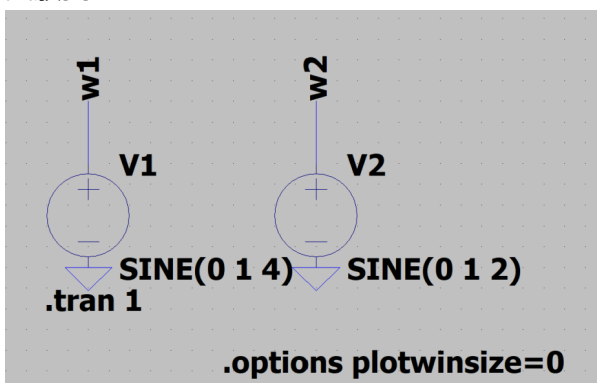 w1
w2
V1
V2
SINE(0 1 4)
SINE(0 1 2)
.tran 1
.options plotwinsize=0